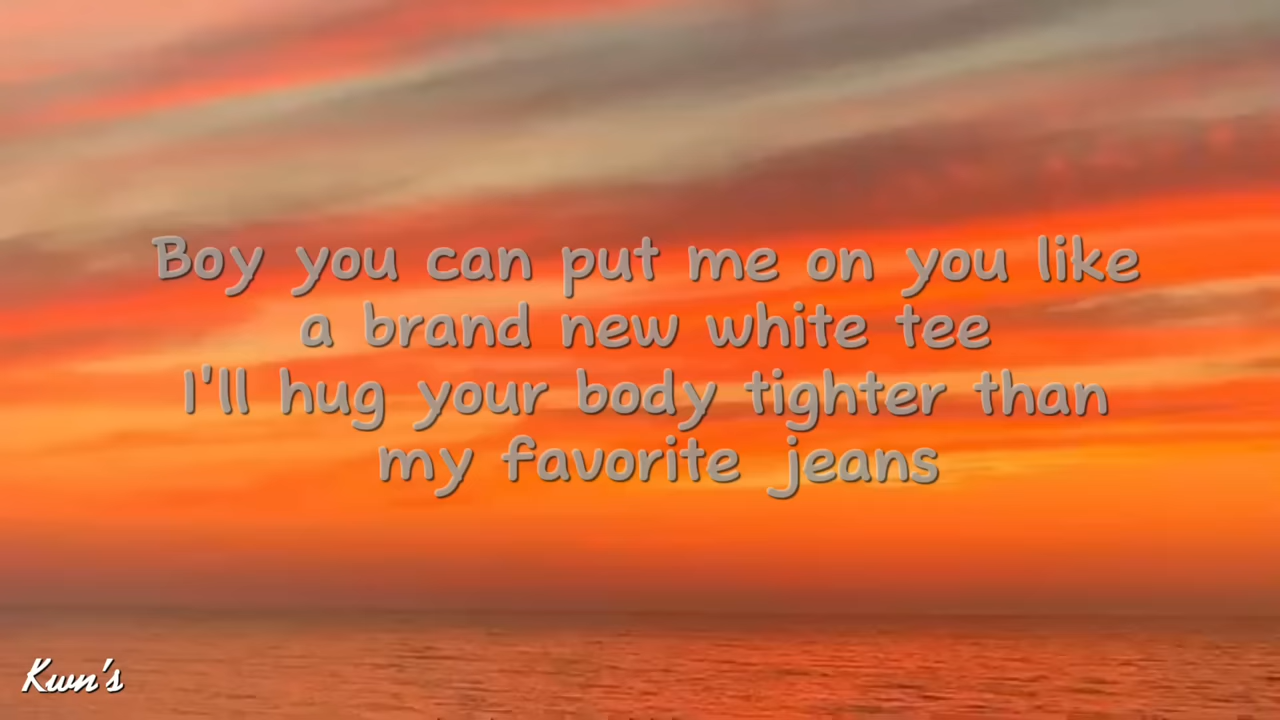 Boy you can put me on you like
a brand new white tee
I'll hug your body tighter than
my favorite jeans
Kwn's